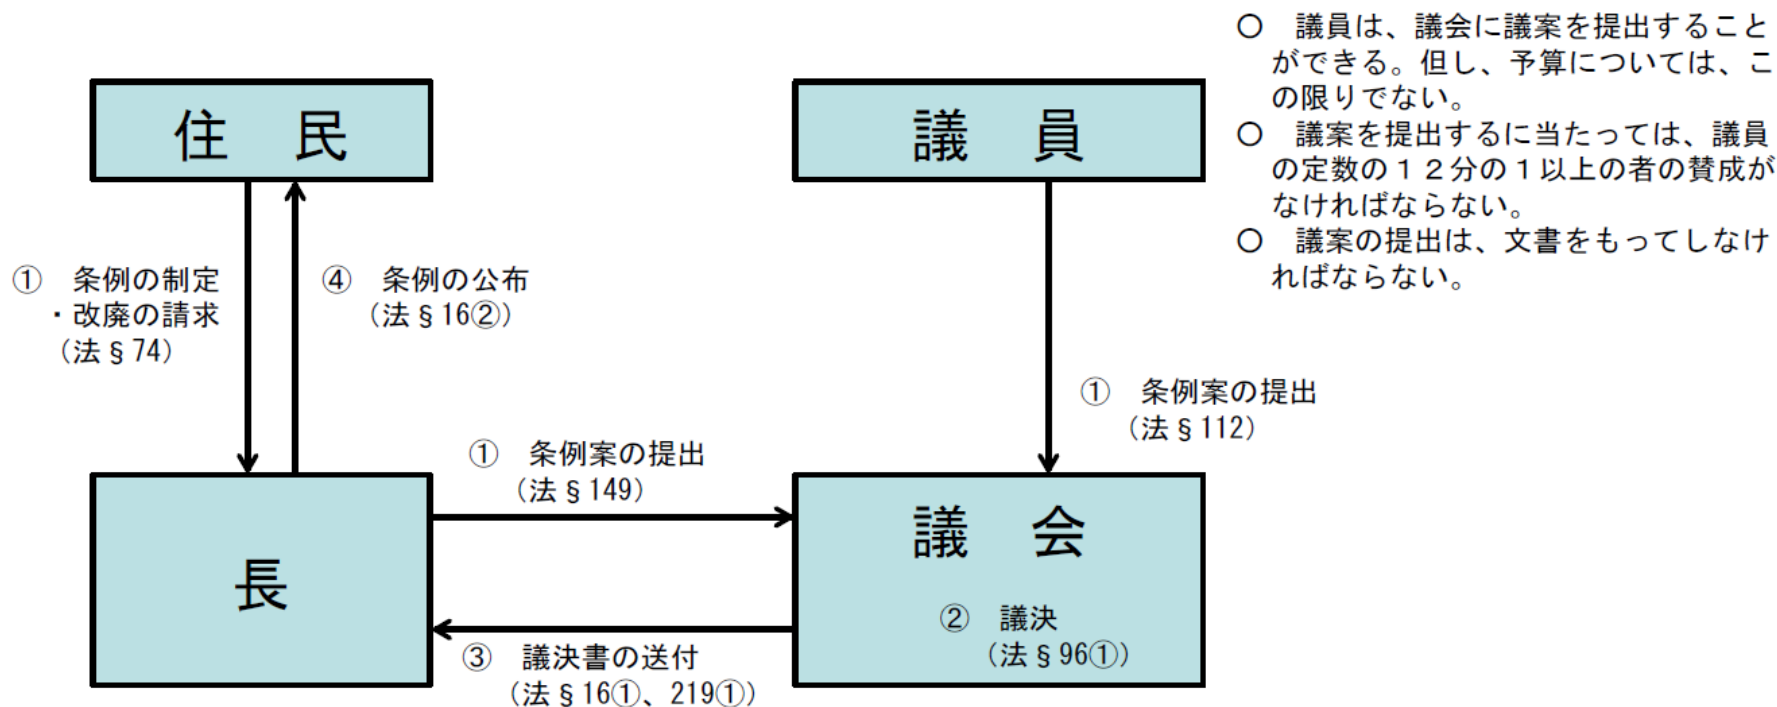 ○　議員は、議会に議案を提出すること
ができる。但し、予算については、こ
の限りでない。
○　議案を提出するに当たっては、議員
の定数の１２分の１以上の者の賛成が
なければならない。
○　議案の提出は、文書をもってしなけ
ればならない。
住　民
議　員
①　条例の制定
・改廃の請求
（法§74）
④　条例の公布
（法§16②）
①　条例案の提出
（法§112）
①　条例案の提出
（法§149）
長
議　会
②　議決
（法§96①）
③　議決書の送付
（法§16①、219①）